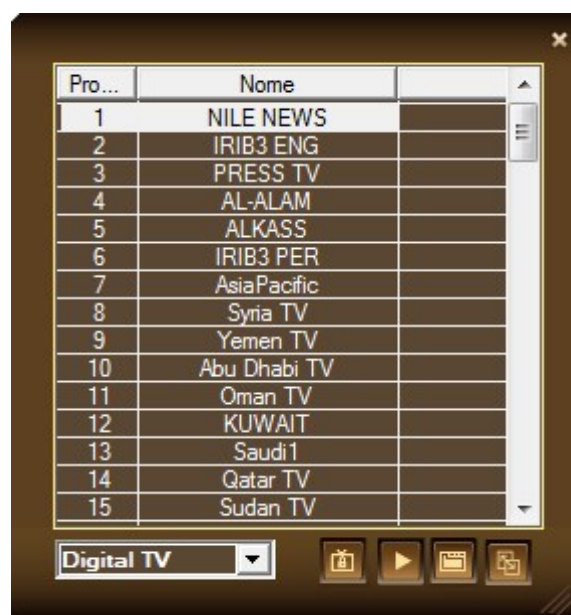 Pro... Nome
1 NILE NEWS
2 IRIB3 ENG
3 PRESS TV
4 AL-ALAM
5 ALKASS
6 IRIB3 PER
7 AsiaPacific
8 Syria TV
9 Yemen TV
10 Abu Dhabi TV
11 Oman TV
12 KUWAIT
13 Saudi1
14 Qatar TV
15 Sudan TV
Digital TV